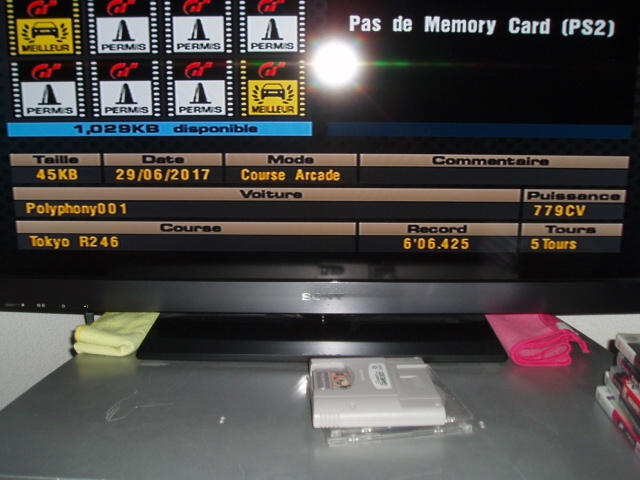 Pas de Memory Card (PS2)
MEILLEUR PERMIS PERMIS PERMIS
PERMIS PERMIS PERMIS MEILLEUR
1,029KB disponible
Taille Date Mode Commentaire
45KB 29/06/2017 Course Arcade
Voiture Puissance
Polyphony001 779CV
Course Record Tours
Tokyo R246 6'06.425 5 Tours
SONY